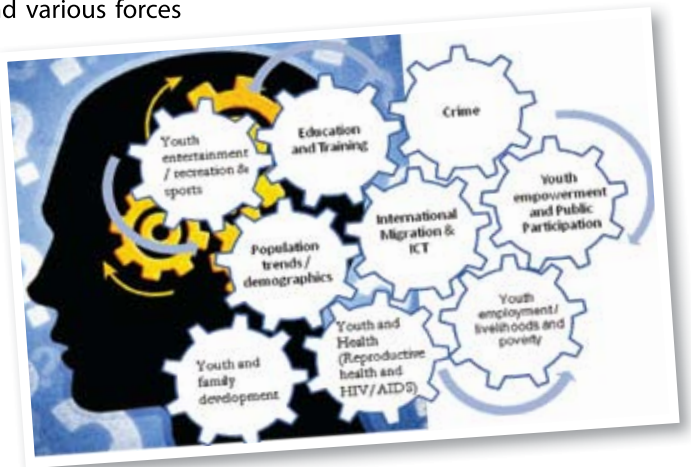 nd various forces
Youth
entertainment
/ recreation &
sports
Education
and Training
Crime
Youth
empowerment
and Public
Participation
International
Migration &
ICT
Population
trends /
demographics
Youth
employment/
livelihoods and
poverty
Youth and
Health
(Reproductive
health and
HIV/AIDS)
Youth and
family
development